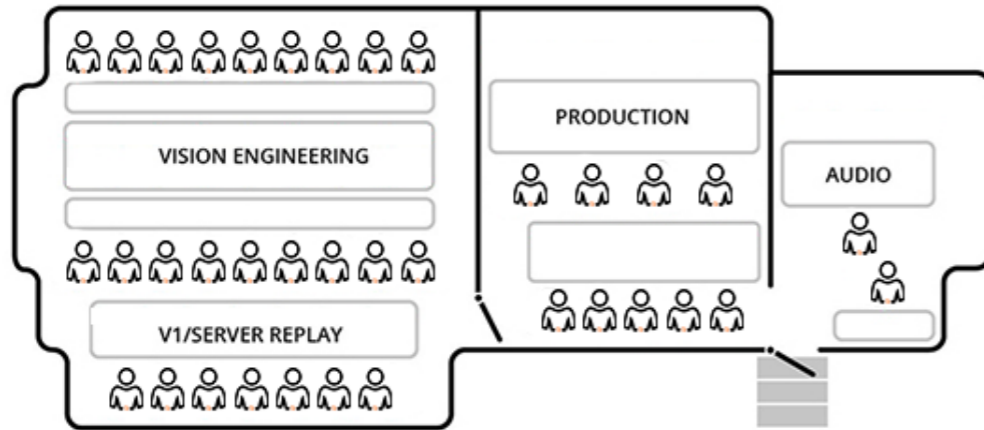 VISION ENGINEERING
PRODUCTION
AUDIO
V1/SERVER REPLAY